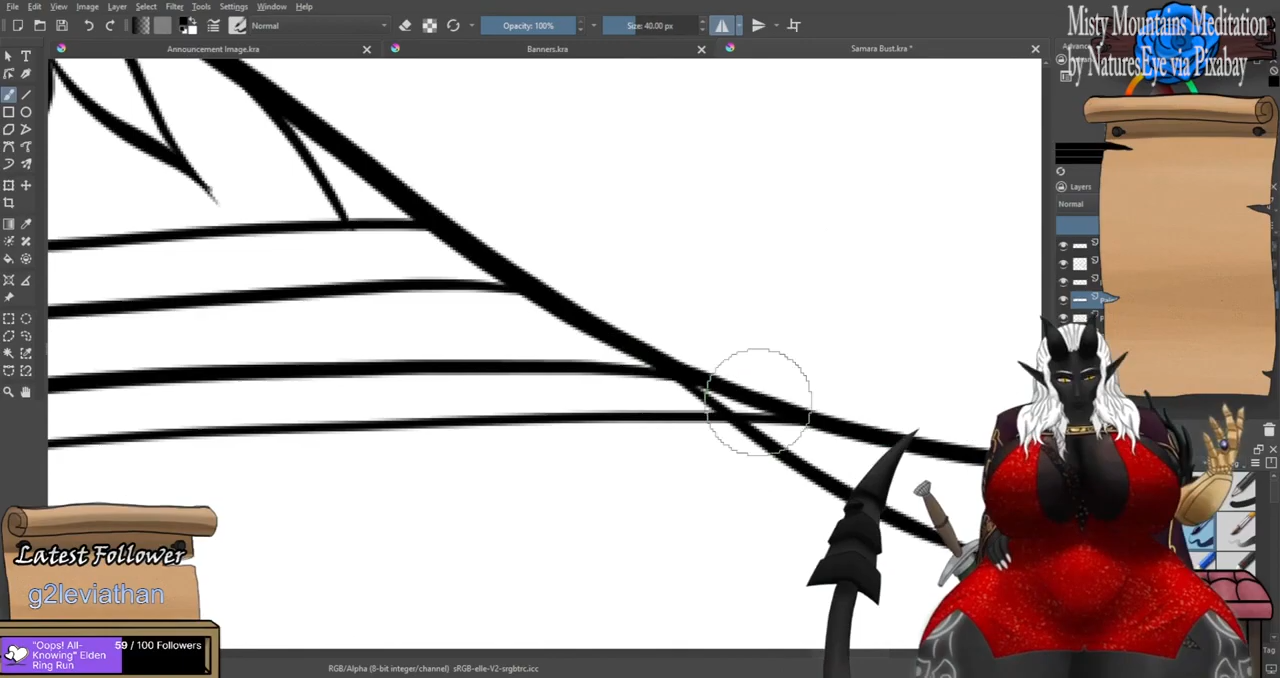 File Edit View Image Layer Select Filter Tools Settings Window Help
Normal
Opacity: 100%
Size: 40.00 px
Announcement Image.kra
Banners.kra
Samara Bust.kra *
Misty Mountains Meditation
by NaturesEye via Pixabay
Layers
Normal
Latest Follower
g2leviathan
"Oops! All-
Knowing" Elden
Ring Run
59 / 100 Followers
RGB/Alpha (8-bit integer/channel) sRGB-elle-V2-srgbtrc.icc
Tag